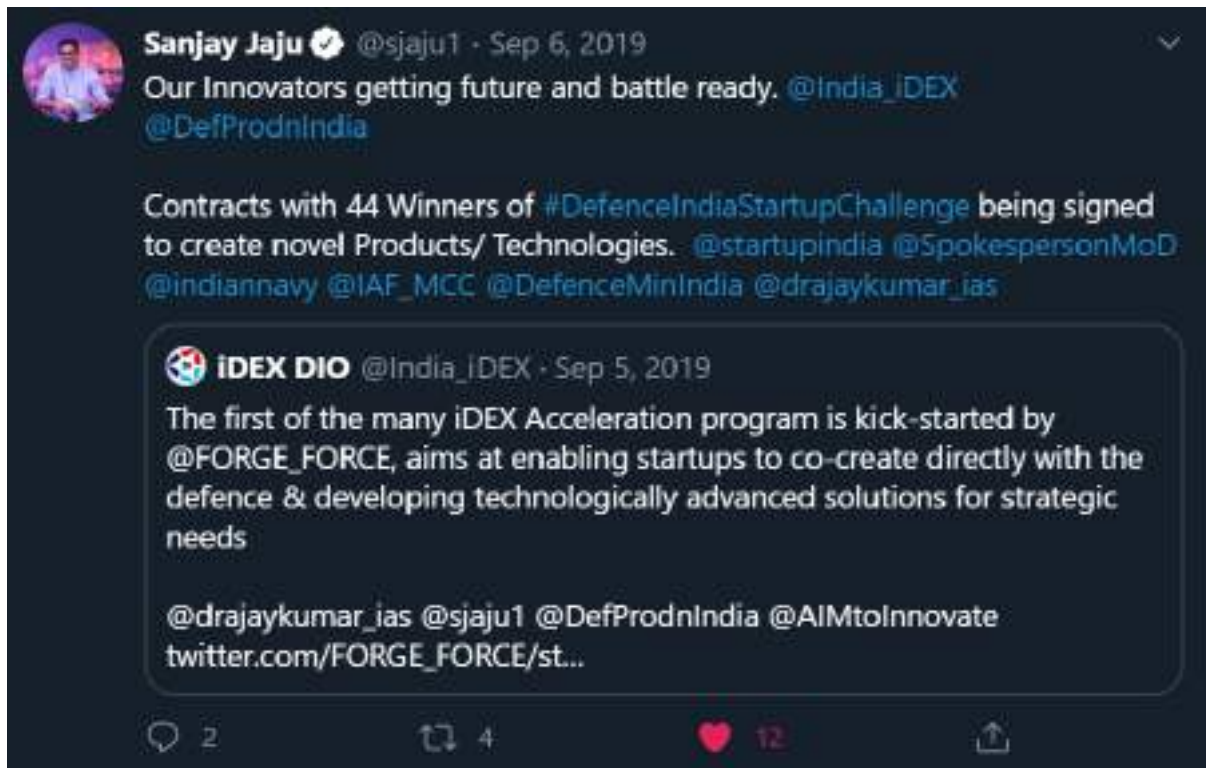 Sanjay Jaju @sjaju1 · Sep 6, 2019
Our Innovators getting future and battle ready. @India_iDEX
@DefProdnIndia
Contracts with 44 Winners of #DefenceIndiaStartupChallenge being signed
to create novel Products/ Technologies. @startupindia @SpokespersonMoD
@indiannavy @IAF_MCC @DefenceMinIndia @drajaykumar_ias
iDEX DIO @India_iDEX · Sep 5, 2019
The first of the many iDEX Acceleration program is kick-started by
@FORGE_FORCE, aims at enabling startups to co-create directly with the
defence & developing technologically advanced solutions for strategic
needs
@drajaykumar_ias @sjaju1 @DefProdnIndia @AIMtoInnovate
twitter.com/FORGE_FORCE/st...
2 4 12